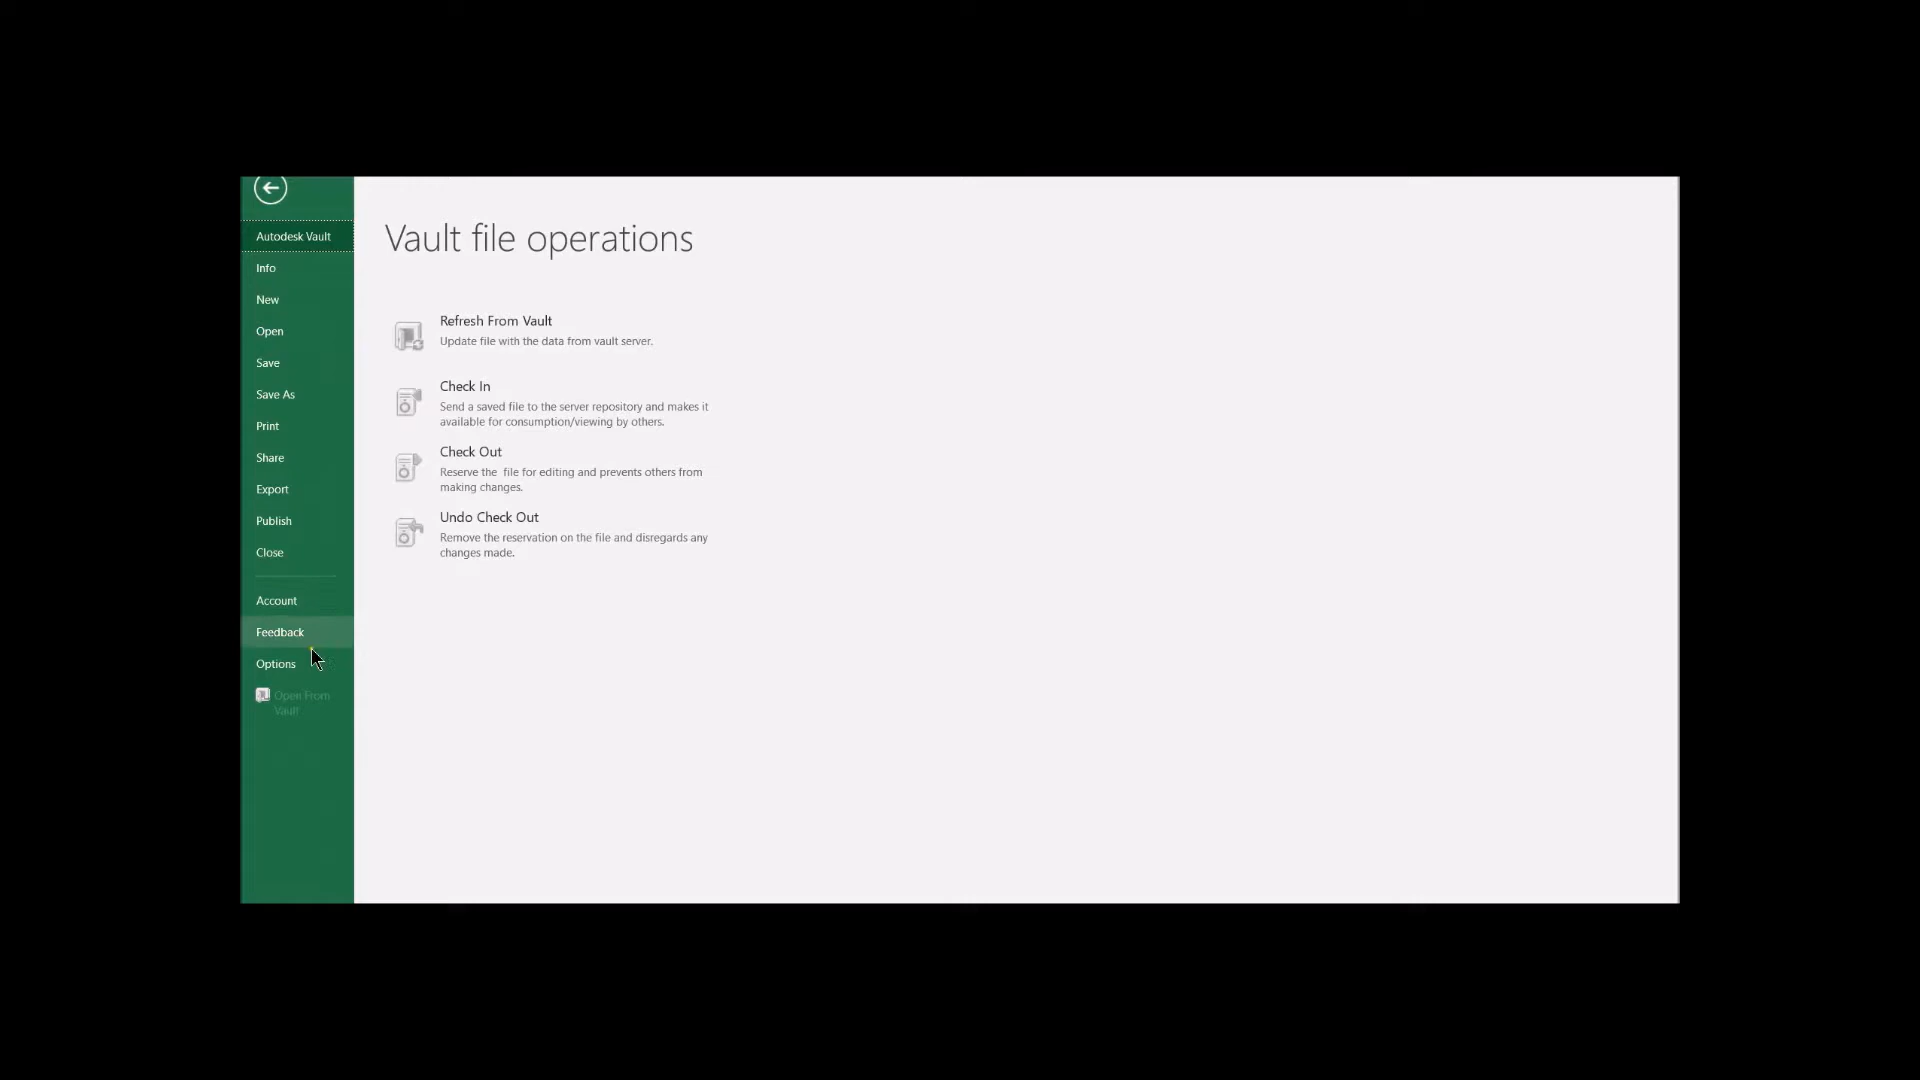 Autodesk Vault
Info
New
Open
Save
Save As
Print
Share
Export
Publish
Close
Account
Feedback
Options
Open From
Vault
Vault file operations
Refresh From Vault
Update file with the data from vault server.
Check In
Send a saved file to the server repository and makes it
available for consumption/viewing by others.
Check Out
Reserve the  file for editing and prevents others from
making changes.
Undo Check Out
Remove the reservation on the file and disregards any
changes made.